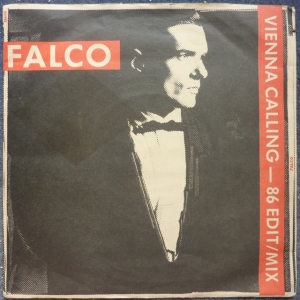 FALCO
VIENNA CALLING — 86 EDIT/MIX